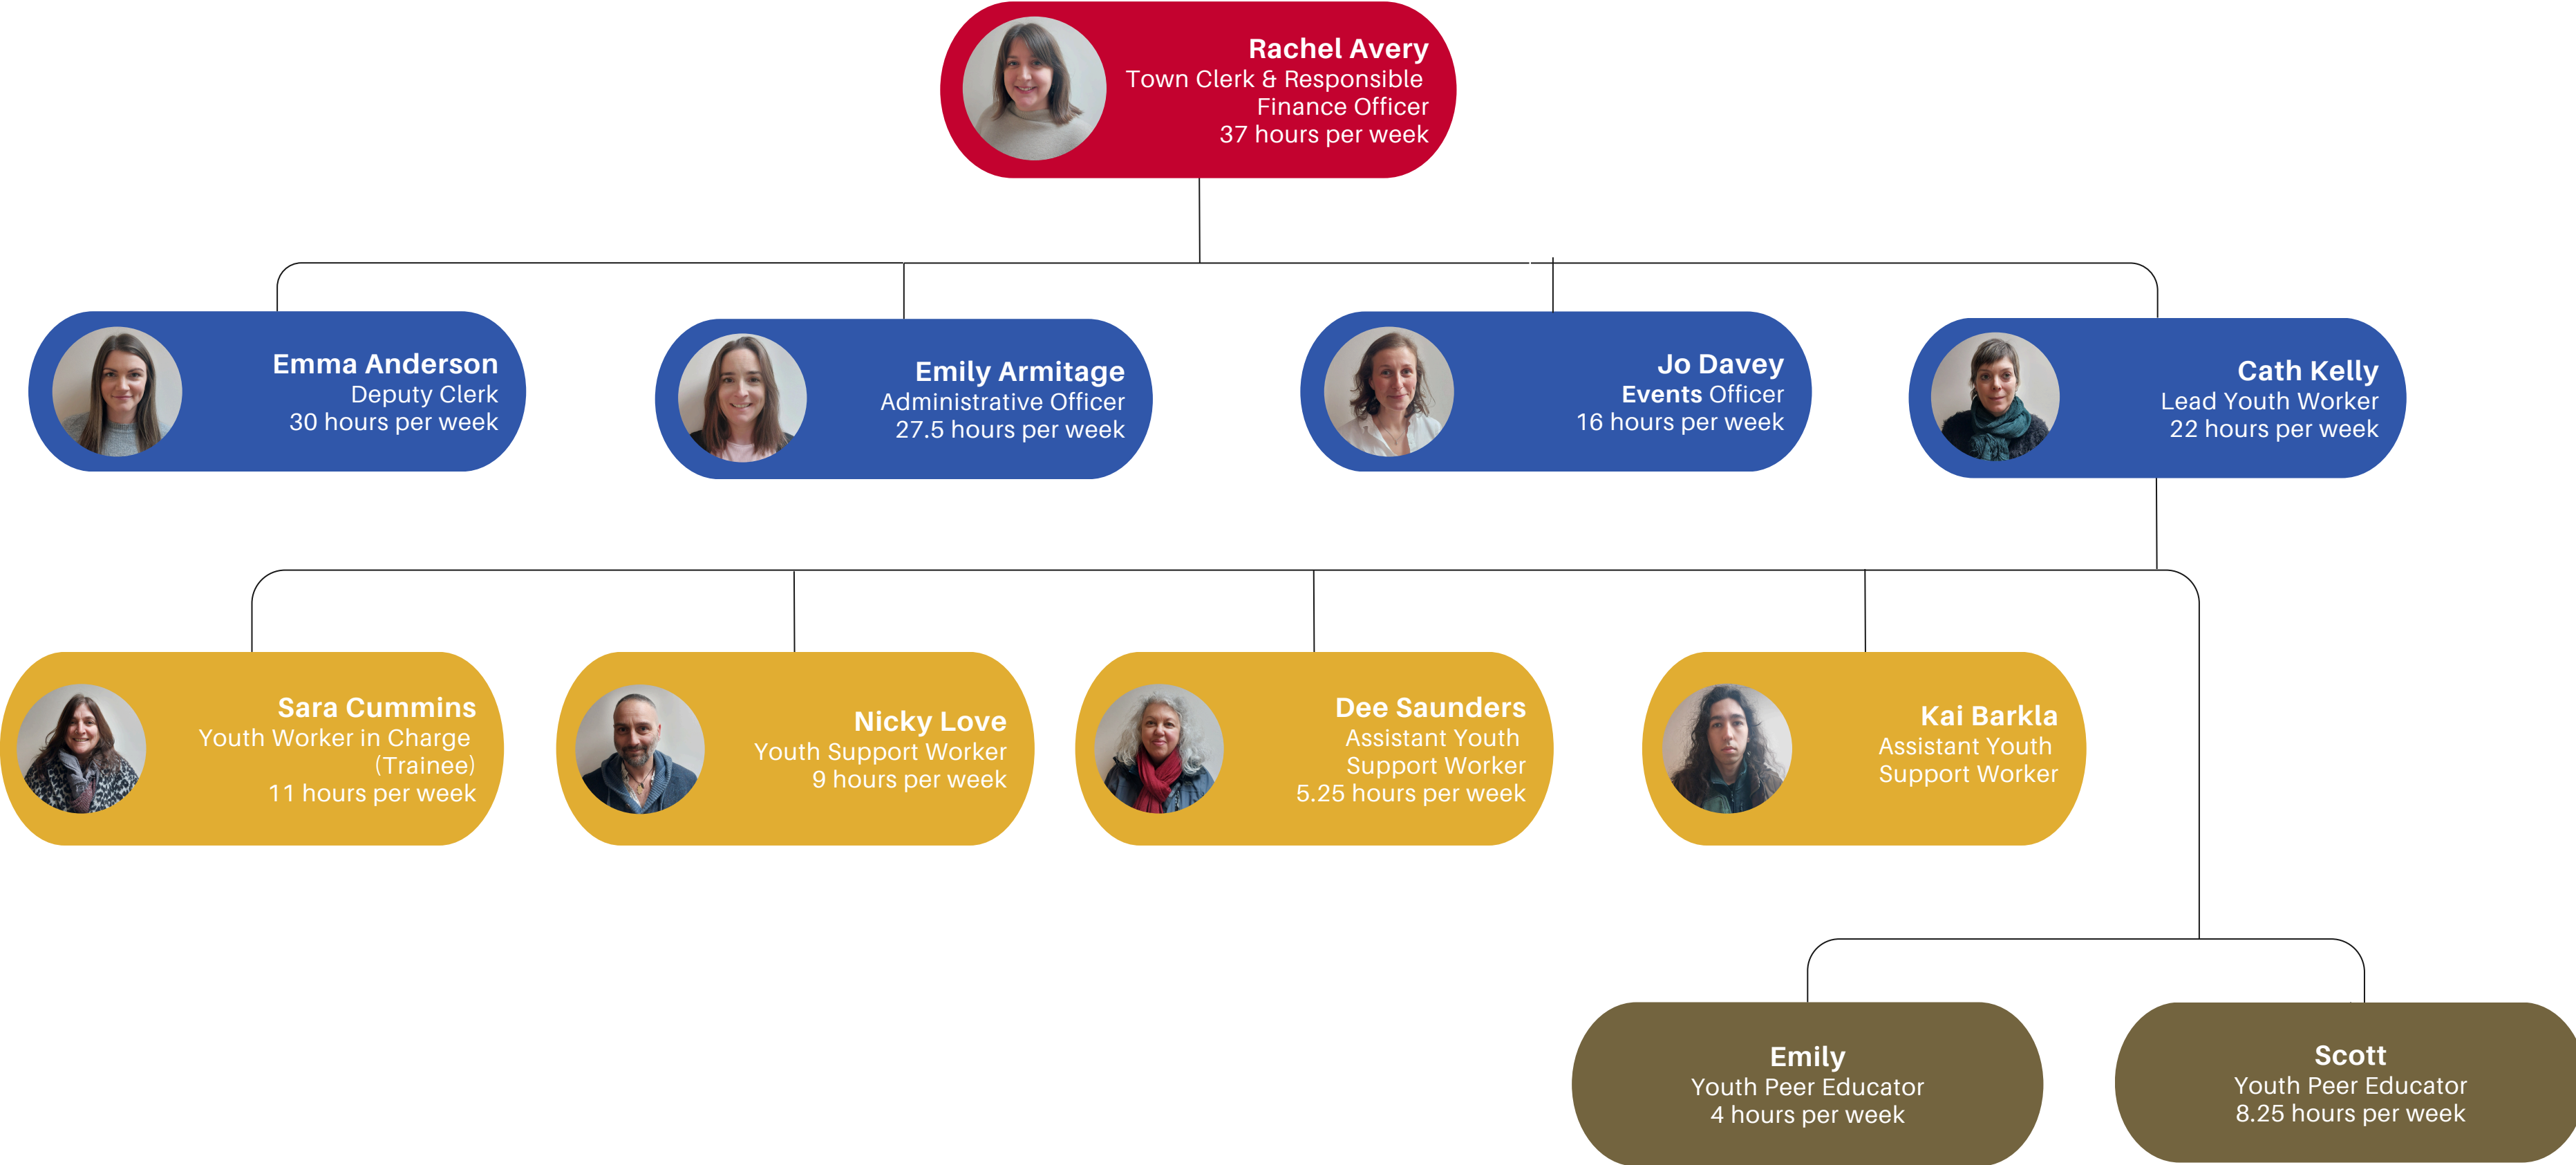 Rachel Avery
Town Clerk & Responsible
Finance Officer
37 hours per week
Emma Anderson
Deputy Clerk
30 hours per week
Emily Armitage
Administrative Officer
27.5 hours per week
Jo Davey
Events Officer
16 hours per week
Cath Kelly
Lead Youth Worker
22 hours per week
Sara Cummins
Youth Worker in Charge
(Trainee)
11 hours per week
Nicky Love
Youth Support Worker
9 hours per week
Dee Saunders
Assistant Youth
Support Worker
5.25 hours per week
Kai Barkla
Assistant Youth
Support Worker
Emily
Youth Peer Educator
4 hours per week
Scott
Youth Peer Educator
8.25 hours per week